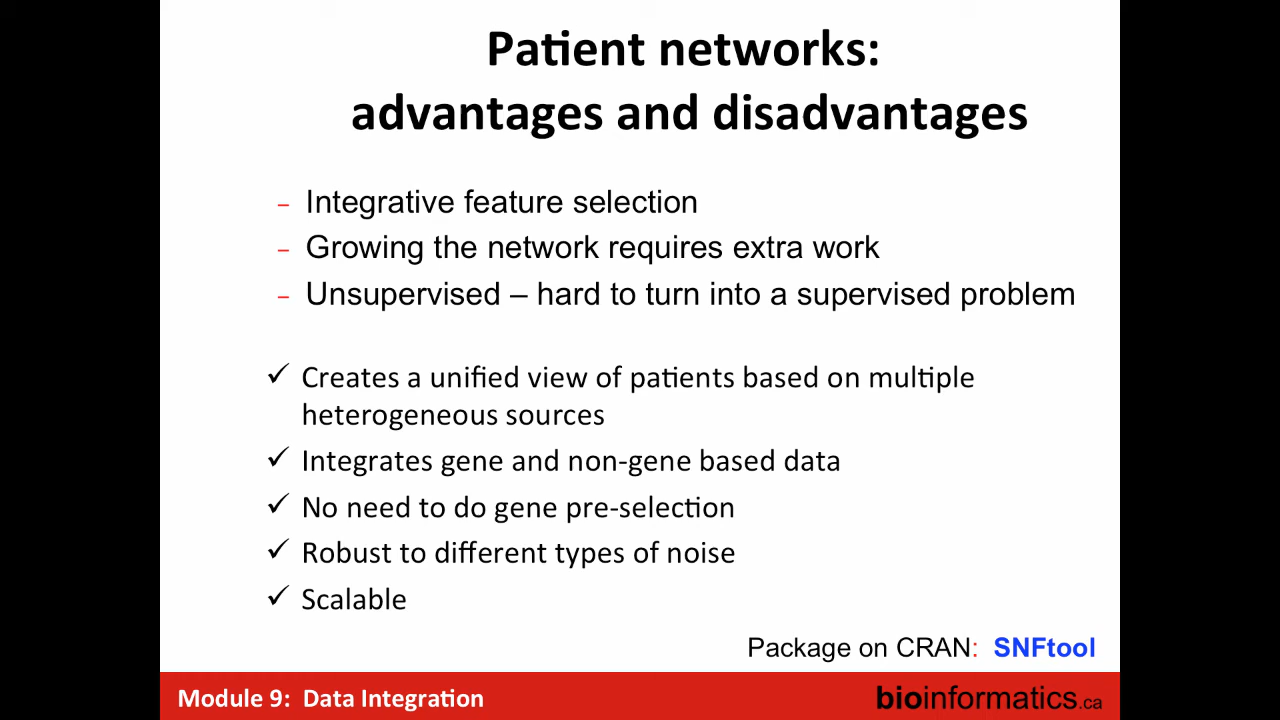 Patient networks:
advantages and disadvantages
– Integrative feature selection
– Growing the network requires extra work
– Unsupervised – hard to turn into a supervised problem
✓ Creates a unified view of patients based on multiple
heterogeneous sources
✓ Integrates gene and non-gene based data
✓ No need to do gene pre-selection
✓ Robust to different types of noise
✓ Scalable
Package on CRAN: SNFtool
Module 9: Data Integration
bioinformatics.ca